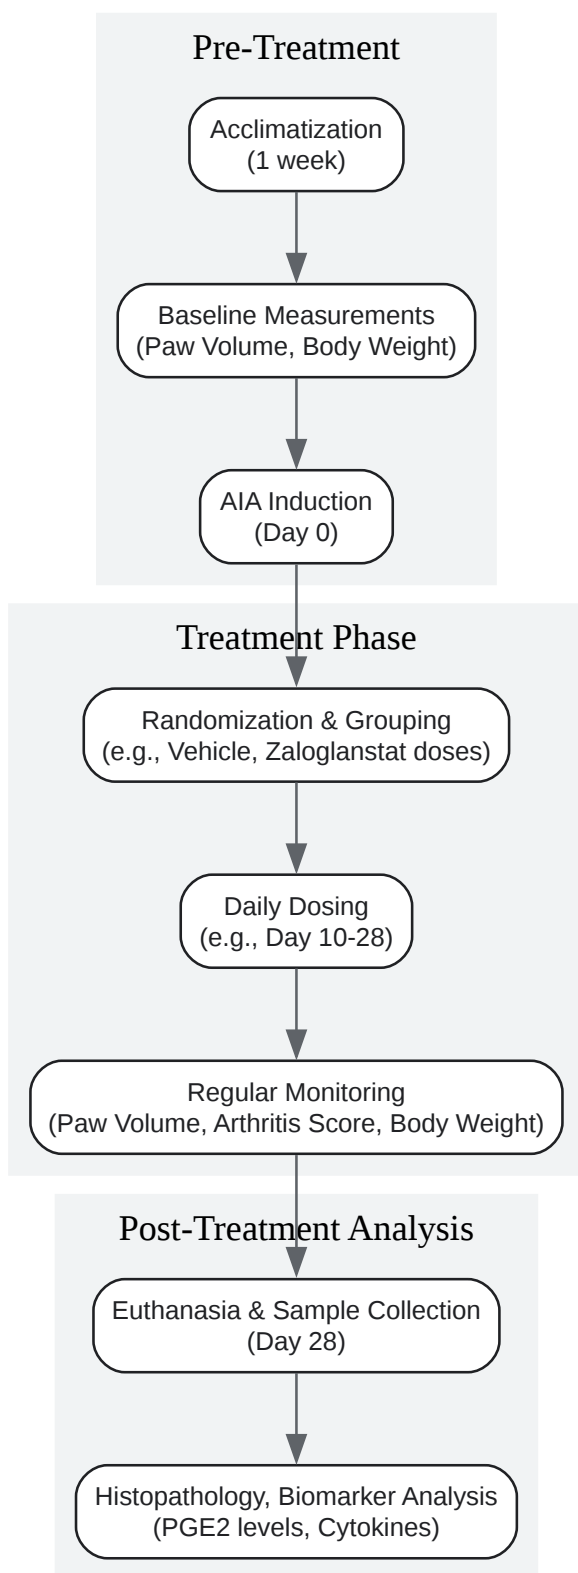 Pre-Treatment
Acclimatization
(1 week)
Baseline Measurements
(Paw Volume, Body Weight)
AIA Induction
(Day 0)
Treatment Phase
Randomization & Grouping
(e.g., Vehicle, Zaloglanstat doses)
Daily Dosing
(e.g., Day 10-28)
Regular Monitoring
(Paw Volume, Arthritis Score, Body Weight)
Post-Treatment Analysis
Euthanasia & Sample Collection
(Day 28)
Histopathology, Biomarker Analysis
(PGE2 levels, Cytokines)